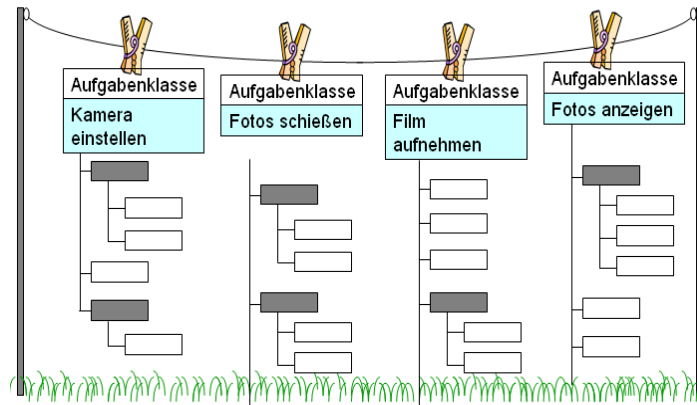 Aufgabenklasse
Kamera
einstellen
Aufgabenklasse
Fotos schießen
Aufgabenklasse
Film
aufnehmen
Aufgabenklasse
Fotos anzeigen